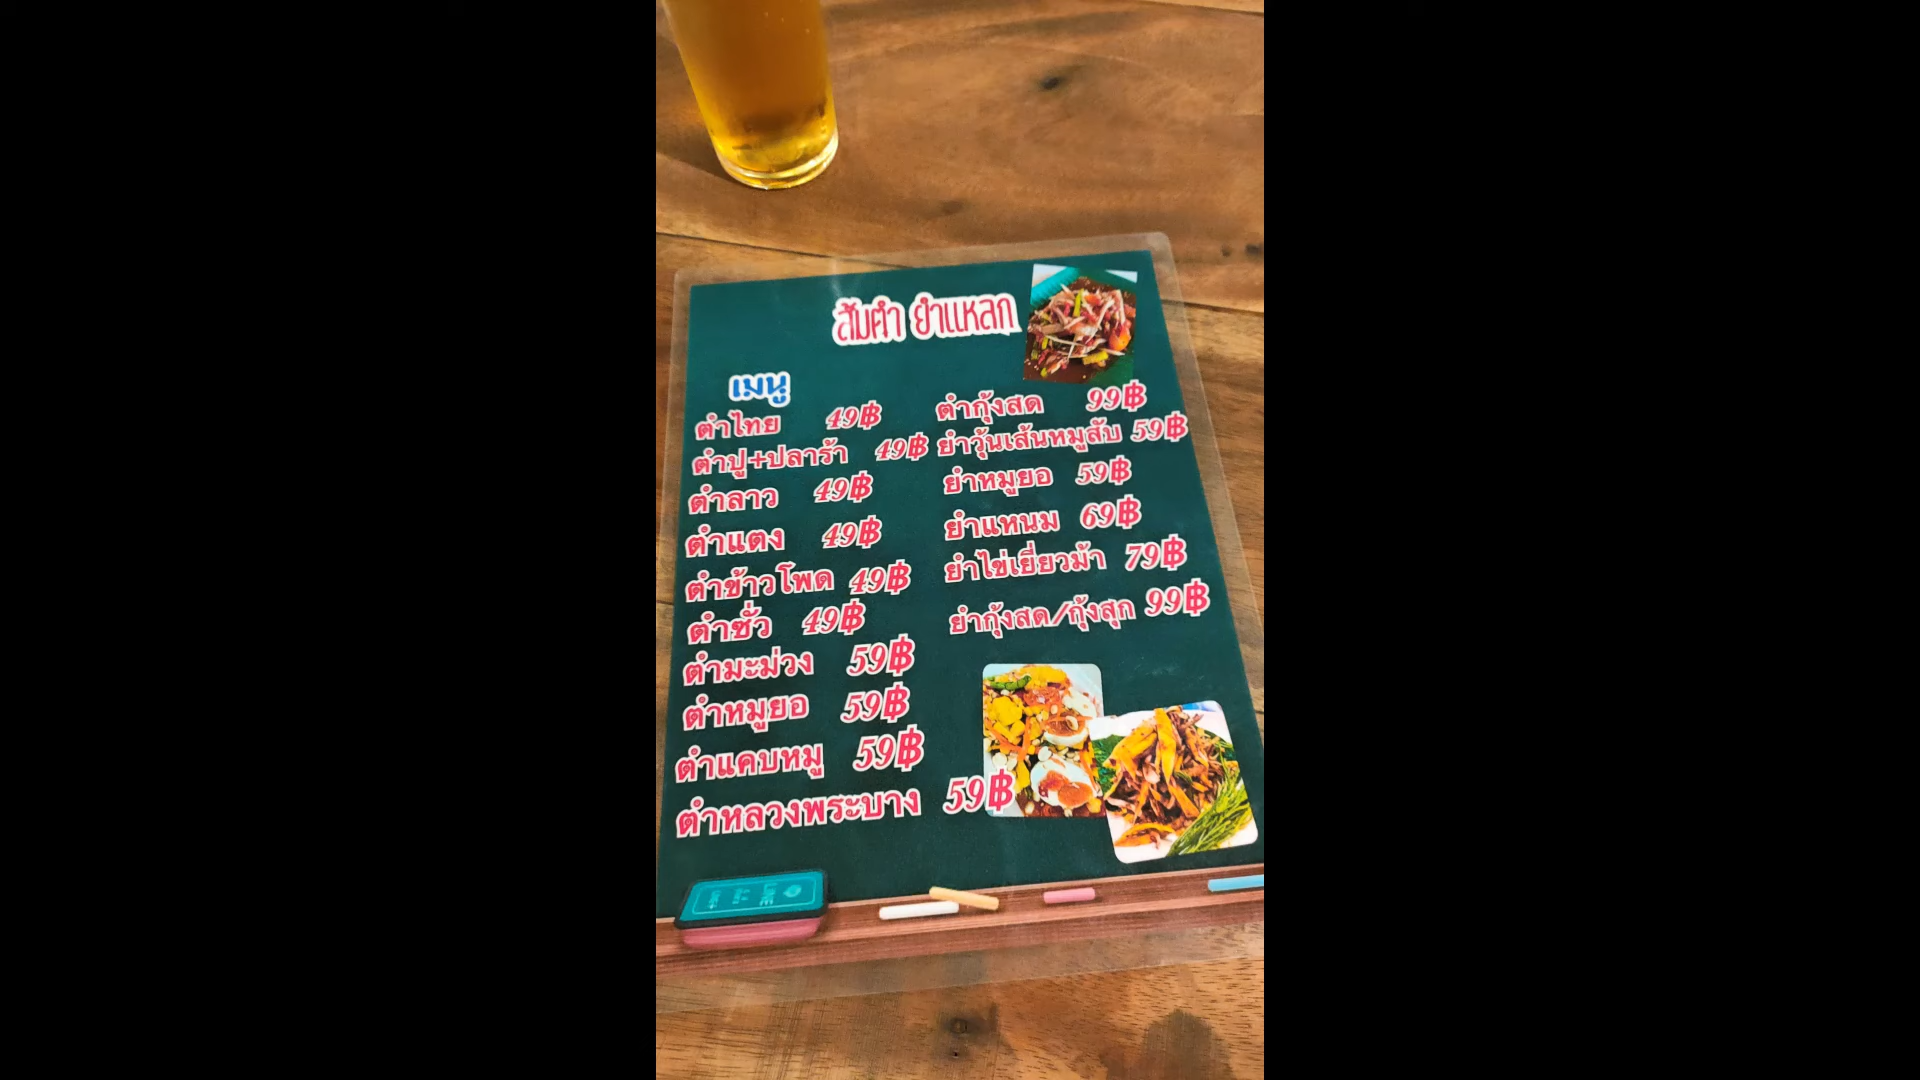 ส้มตำ ยำแหลก
เมนู
ตำไทย 49฿
ตำปู+ปลาร้า 49฿
ตำลาว 49฿
ตำแตง 49฿
ตำข้าวโพด 49฿
ตำซั่ว 49฿
ตำมะม่วง 59฿
ตำหมูยอ 59฿
ตำแคบหมู 59฿
ตำหลวงพระบาง 59฿
ตำกุ้งสด 99฿
ยำวุ้นเส้นหมูสับ 59฿
ยำหมูยอ 59฿
ยำแหนม 69฿
ยำไข่เยี่ยวม้า 79฿
ยำกุ้งสด/กุ้งสุก 99฿